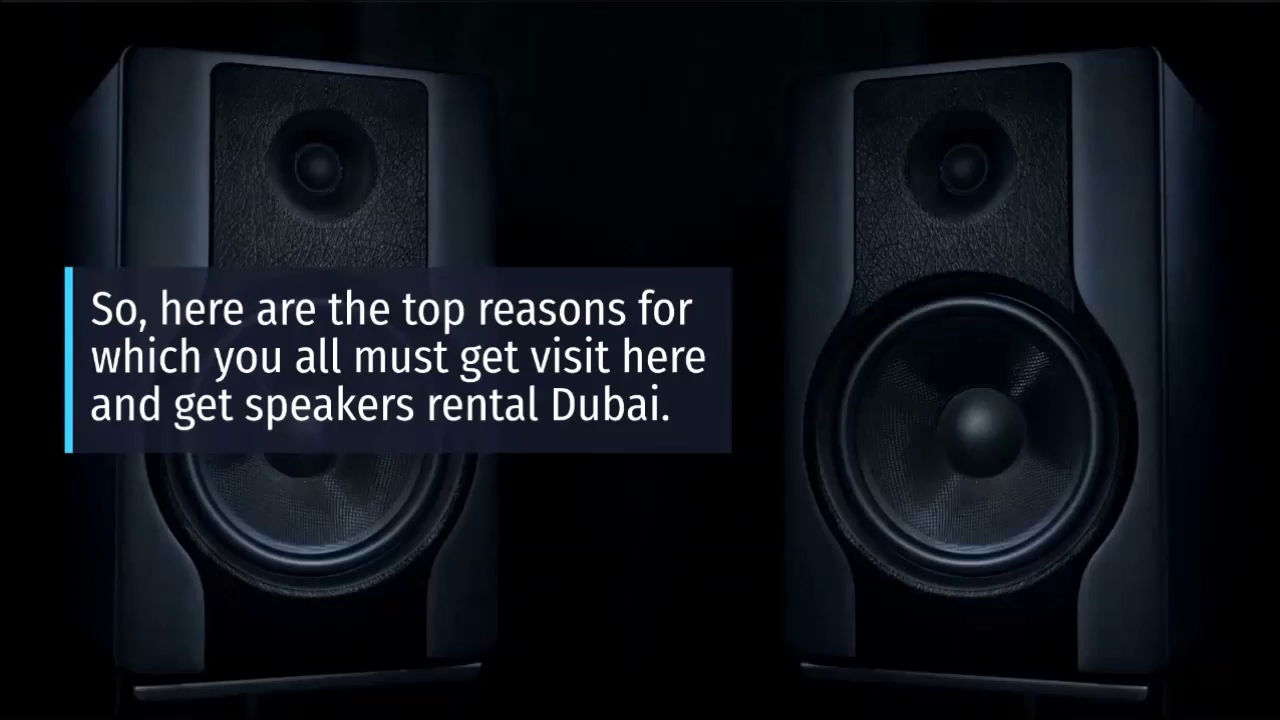 So, here are the top reasons for
which you all must get visit here
and get speakers rental Dubai.